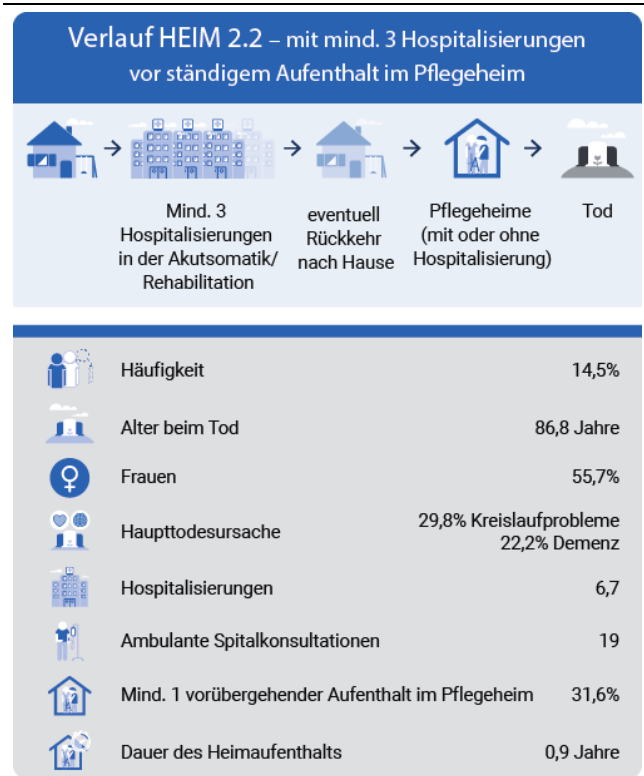 Verlauf HEIM 2.2 – mit mind. 3 Hospitalisierungen
vor ständigem Aufenthalt im Pflegeheim
Mind. 3
Hospitalisierungen
in der Akutsomatik/
Rehabilitation
eventuell
Rückkehr
nach Hause
Pflegeheime
(mit oder ohne
Hospitalisierung)
Tod
Häufigkeit 14,5%
Alter beim Tod 86,8 Jahre
Frauen 55,7%
Haupttodesursache 29,8% Kreislaufprobleme
22,2% Demenz
Hospitalisierungen 6,7
Ambulante Spitalkonsultationen 19
Mind. 1 vorübergehender Aufenthalt im Pflegeheim 31,6%
Dauer des Heimaufenthalts 0,9 Jahre